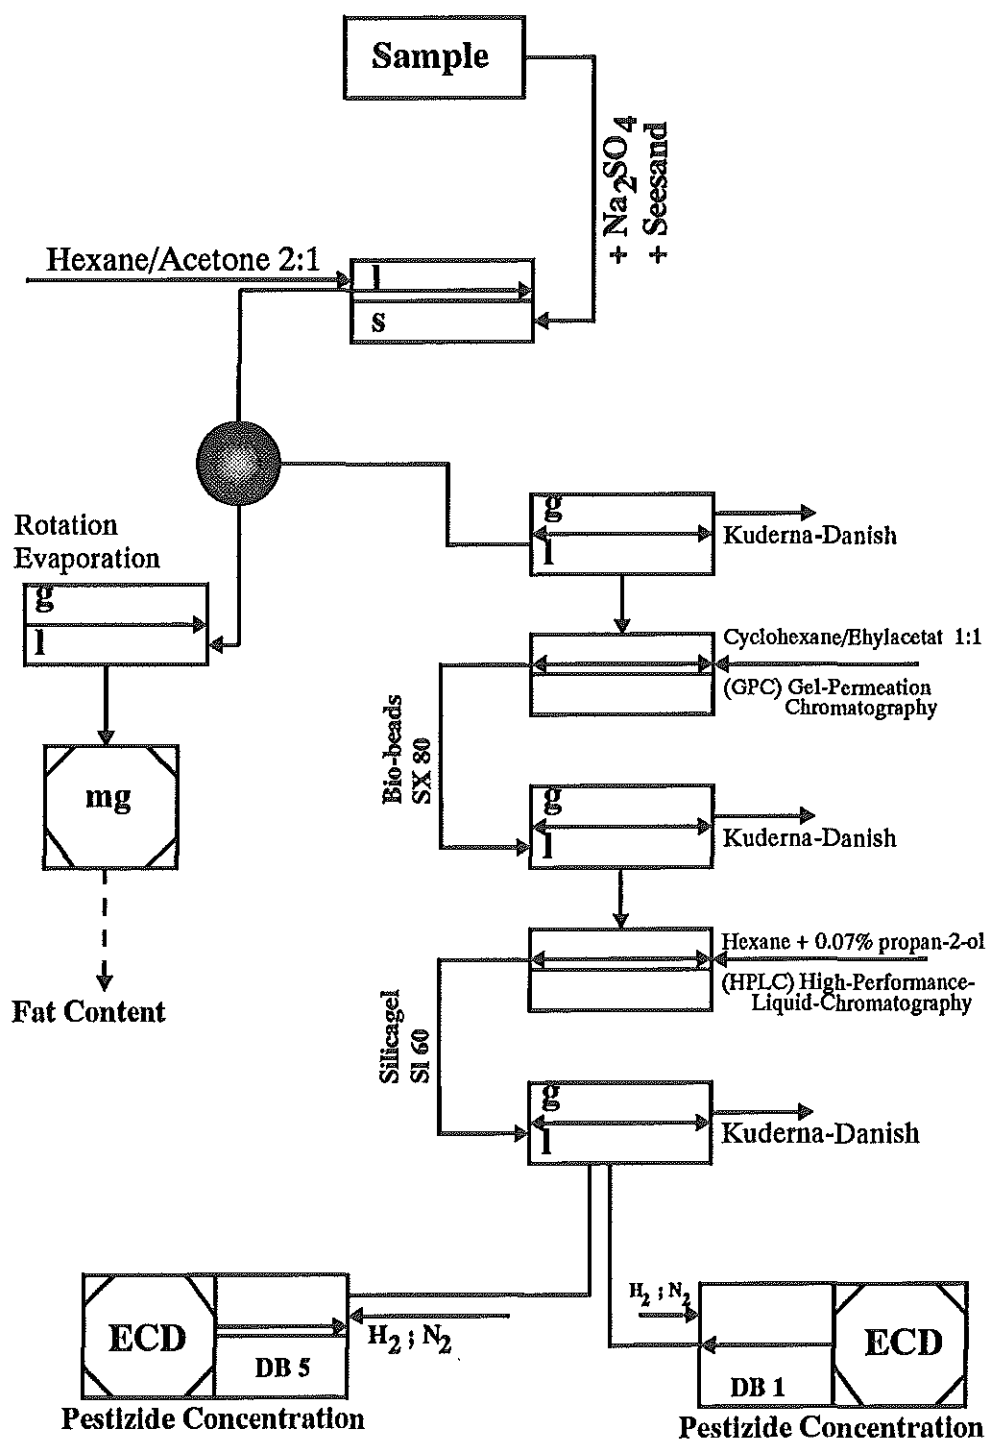 Sample
+ Na2SO4
+ Seesand
Hexane/Acetone 2:1
l
s
Rotation
Evaporation
g
l
mg
Fat Content
g
l
Kuderna-Danish
Cyclohexane/Ehylacetat 1:1
(GPC) Gel-Permeation
Chromatography
Bio-beads
SX 80
g
l
Kuderna-Danish
Hexane + 0.07% propan-2-ol
(HPLC) High-Performance-
Liquid-Chromatography
Silicagel
SI 60
g
l
Kuderna-Danish
ECD
DB 5
H2 ; N2
Pestizide Concentration
H2 ; N2
DB 1
ECD
Pestizide Concentration